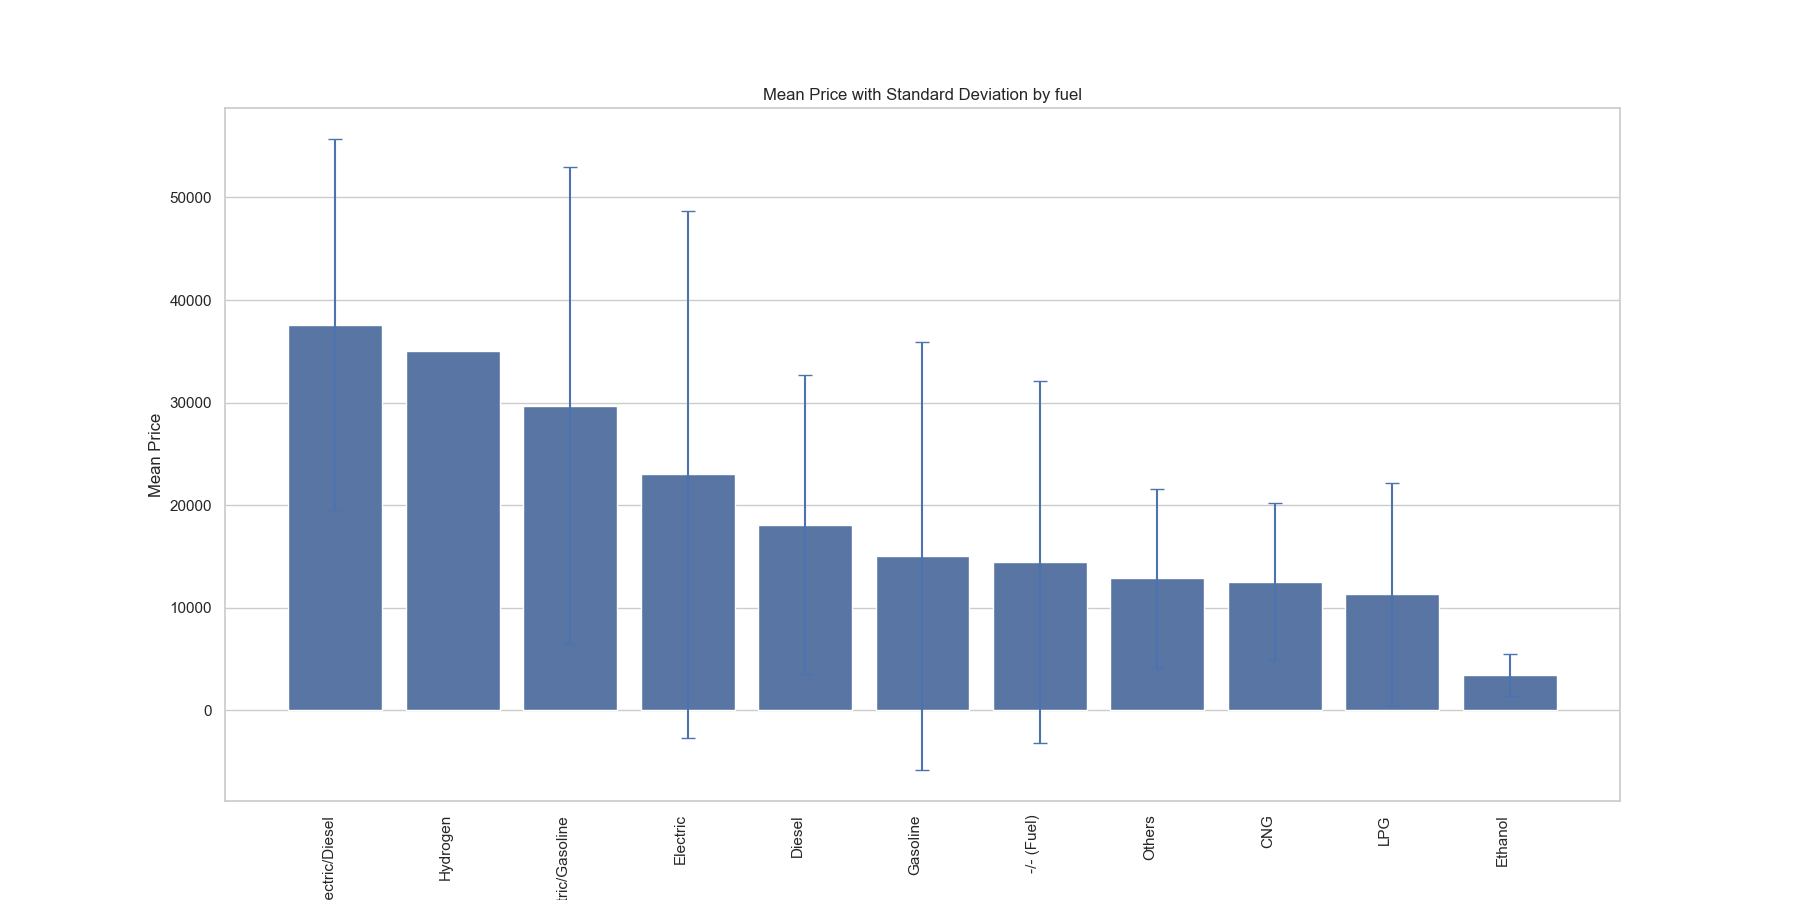 Mean Price with Standard Deviation by fuel
Mean Price
50000
40000
30000
20000
10000
0
ectric/Diesel
Hydrogen
tric/Gasoline
Electric
Diesel
Gasoline
-/- (Fuel)
Others
CNG
LPG
Ethanol